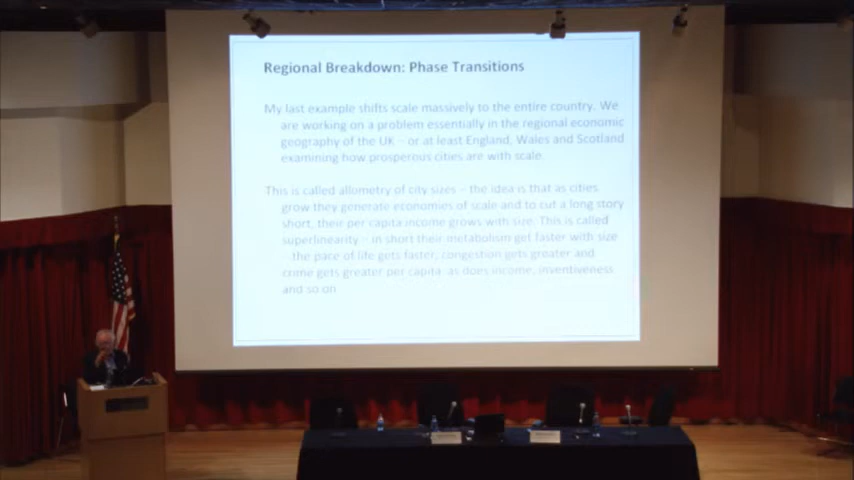 Regional Breakdown: Phase Transitions
My last example shifts scale massively to the entire country. We
are working on a problem essentially in the regional economic
geography of the UK – or at least England, Wales and Scotland
examining how prosperous cities are with scale.
This is called allometry of city sizes – the idea is that as cities
grow they generate economies of scale and to cut a long story
short, their per capita income grows with size. This is called
superlinearity – in short their metabolism get faster with size
– the pace of life gets faster, congestion gets greater and
crime gets greater per capita, as does income, inventiveness
and so on